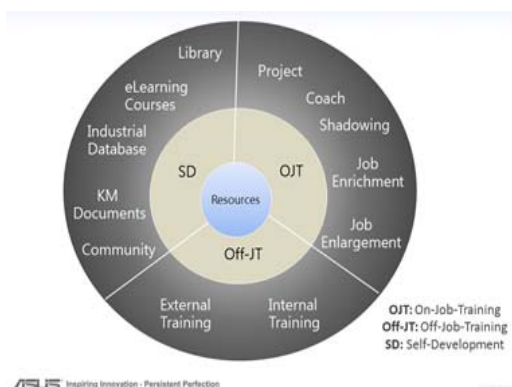 Library
eLearning
Courses
Industrial
Database
KM
Documents
Community
Project
Coach
Shadowing
Job
Enrichment
Job
Enlargement
SD
OJT
Resources
Off-JT
External
Training
Internal
Training
OJT: On-Job-Training
Off-JT: Off-Job-Training
SD: Self-Development
ASUS Inspiring Innovation - Persistent Perfection